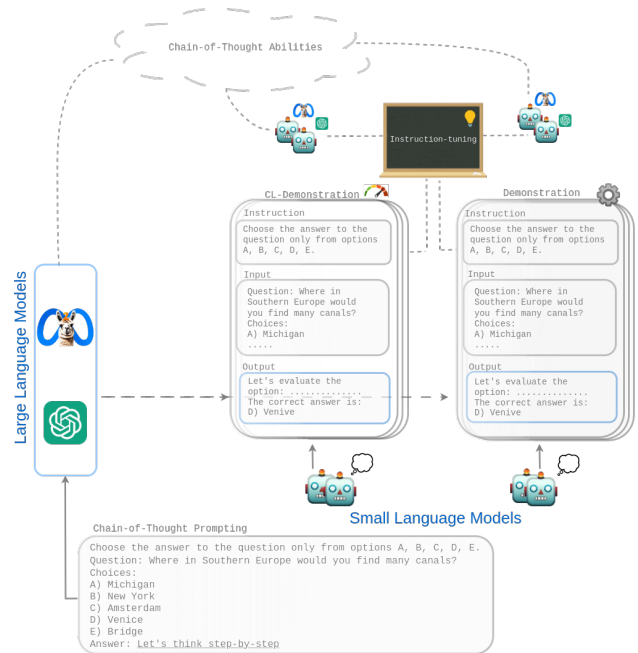 Chain-of-Thought Abilities
Instruction-tuning
CL-Demonstration
Instruction
Choose the answer to the
question only from options
A, B, C, D, E.
Input
Question: Where in
Southern Europe would
you find many canals?
Choices:
A) Michigan
.....
Output
Let's evaluate the
option: ..............
The correct answer is:
D) Venive
Demonstration
Instruction
Choose the answer to the
question only from options
A, B, C, D, E.
Input
Question: Where in
Southern Europe would
you find many canals?
Choices:
A) Michigan
.....
Output
Let's evaluate the
option: ..............
The correct answer is:
D) Venive
Large Language Models
Small Language Models
Chain-of-Thought Prompting
Choose the answer to the question only from options A, B, C, D, E.
Question: Where in Southern Europe would you find many canals?
Choices:
A) Michigan
B) New York
C) Amsterdam
D) Venice
E) Bridge
Answer: Let's think step-by-step